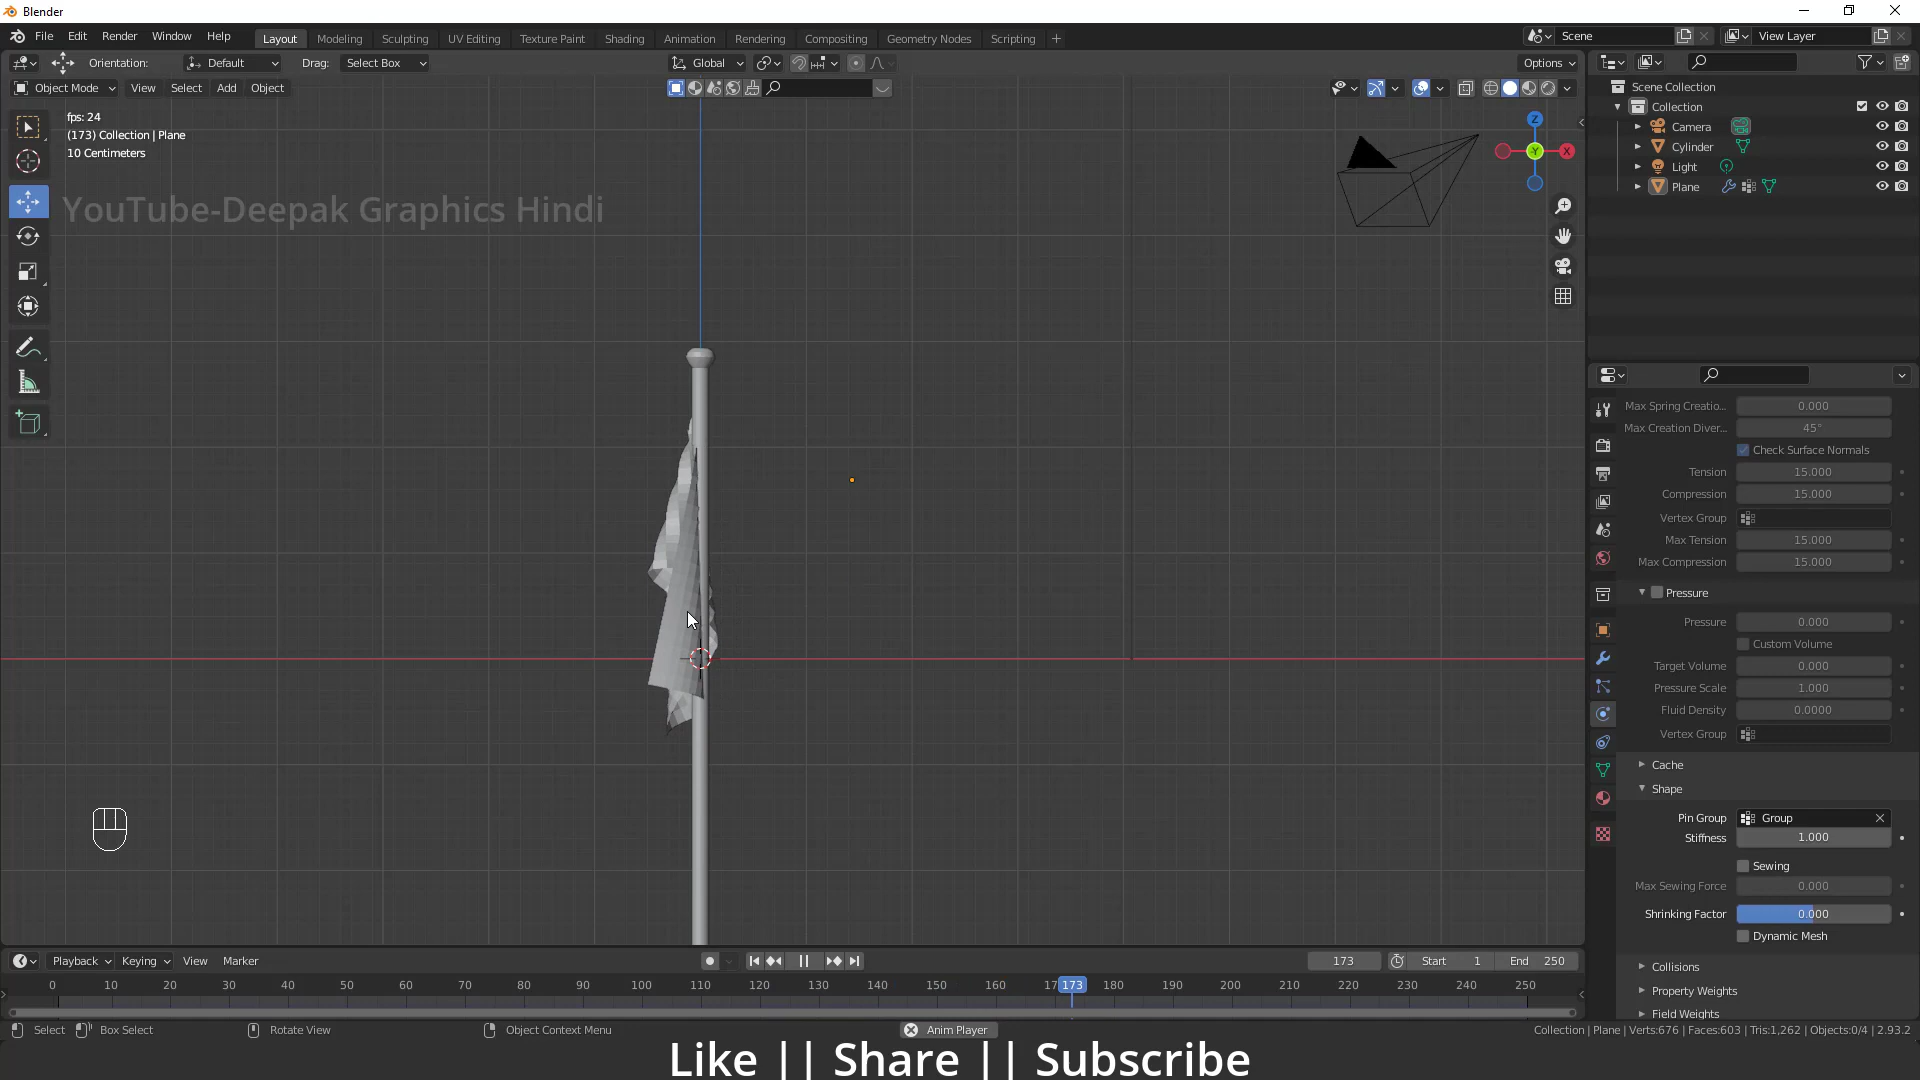 Blender
File Edit Render Window Help
Layout Modeling Sculpting UV Editing Texture Paint Shading Animation Rendering Compositing Geometry Nodes Scripting
Scene
View Layer
Orientation: Default Drag: Select Box
Global
Options
Object Mode View Select Add Object
fps: 24
(173) Collection | Plane
10 Centimeters
YouTube-Deepak Graphics Hindi
Z
Y
X
Scene Collection
Collection
Camera
Cylinder
Light
Plane
Max Spring Creatio... 0.000
Max Creation Diver... 45°
Check Surface Normals
Tension 15.000
Compression 15.000
Vertex Group
Max Tension 15.000
Max Compression 15.000
Pressure
Pressure 0.000
Custom Volume
Target Volume 0.000
Pressure Scale 1.000
Fluid Density 0.0000
Vertex Group
Cache
Shape
Pin Group Group
Stiffness 1.000
Sewing
Max Sewing Force 0.000
Shrinking Factor 0.000
Dynamic Mesh
Collisions
Property Weights
Field Weights
Playback Keying View Marker
173 Start 1 End 250
0 10 20 30 40 50 60 70 80 90 100 110 120 130 140 150 160 17 173 180 190 200 210 220 230 240 250
Select Box Select Rotate View Object Context Menu Anim Player Collection | Plane | Verts:676 | Faces:603 | Tris:1,262 | Objects:0/4 | 2.93.2
Like || Share || Subscribe